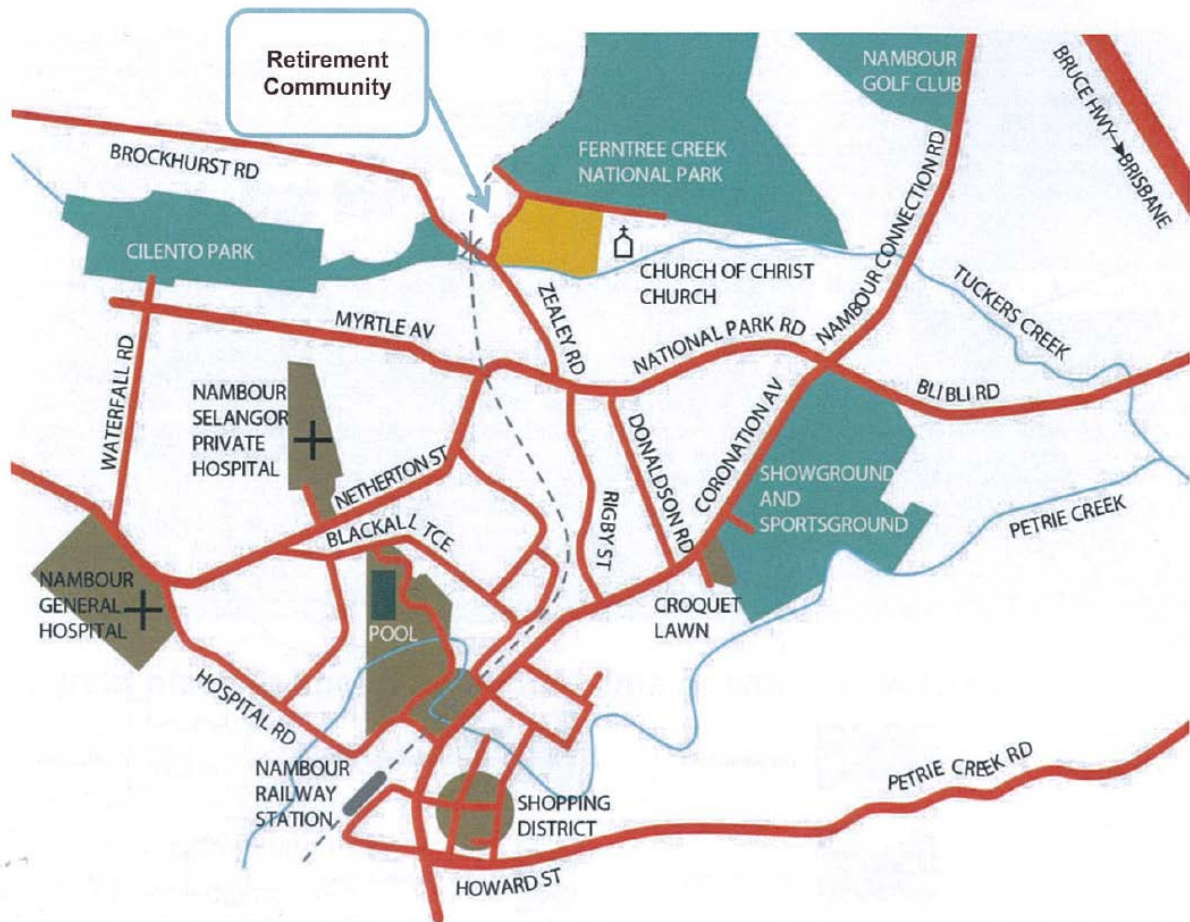 Retirement
Community
NAMBOUR
GOLF CLUB
BRUCE HWY→BRISBANE
BROCKHURST RD
FERNTREE CREEK
NATIONAL PARK
NAMBOUR CONNECTION RD
CILENTO PARK
CHURCH OF CHRIST
CHURCH
TUCKERS CREEK
ZEALEY RD
MYRTLE AV
NATIONAL PARK RD
BLI BLI RD
WATERFALL RD
NAMBOUR
SELANGOR
PRIVATE
HOSPITAL
DONALDSON RD
CORONATION AV
NETHERTON ST
RIGBY ST
SHOWGROUND
AND
SPORTSGROUND
PETRIE CREEK
BLACKALL TCE
NAMBOUR
GENERAL
HOSPITAL
POOL
CROQUET
LAWN
HOSPITAL RD
NAMBOUR
RAILWAY
STATION
SHOPPING
DISTRICT
PETRIE CREEK RD
HOWARD ST